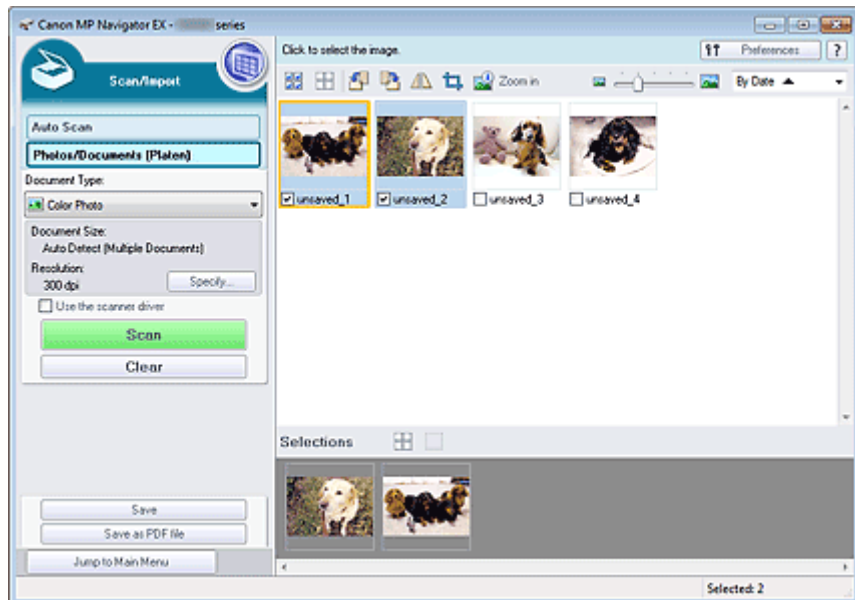 Canon MP Navigator EX - series
Scan/Import
Click to select the image.
Preferences
?
Zoom in
By Date
Auto Scan
Photos/Documents (Platen)
Document Type:
Color Photo
Document Size:
Auto Detect (Multiple Documents)
Resolution:
300 dpi
Specify...
Use the scanner driver
Scan
Clear
unsaved_1
unsaved_2
unsaved_3
unsaved_4
Selections
Save
Save as PDF file
Jump to Main Menu
Selected: 2